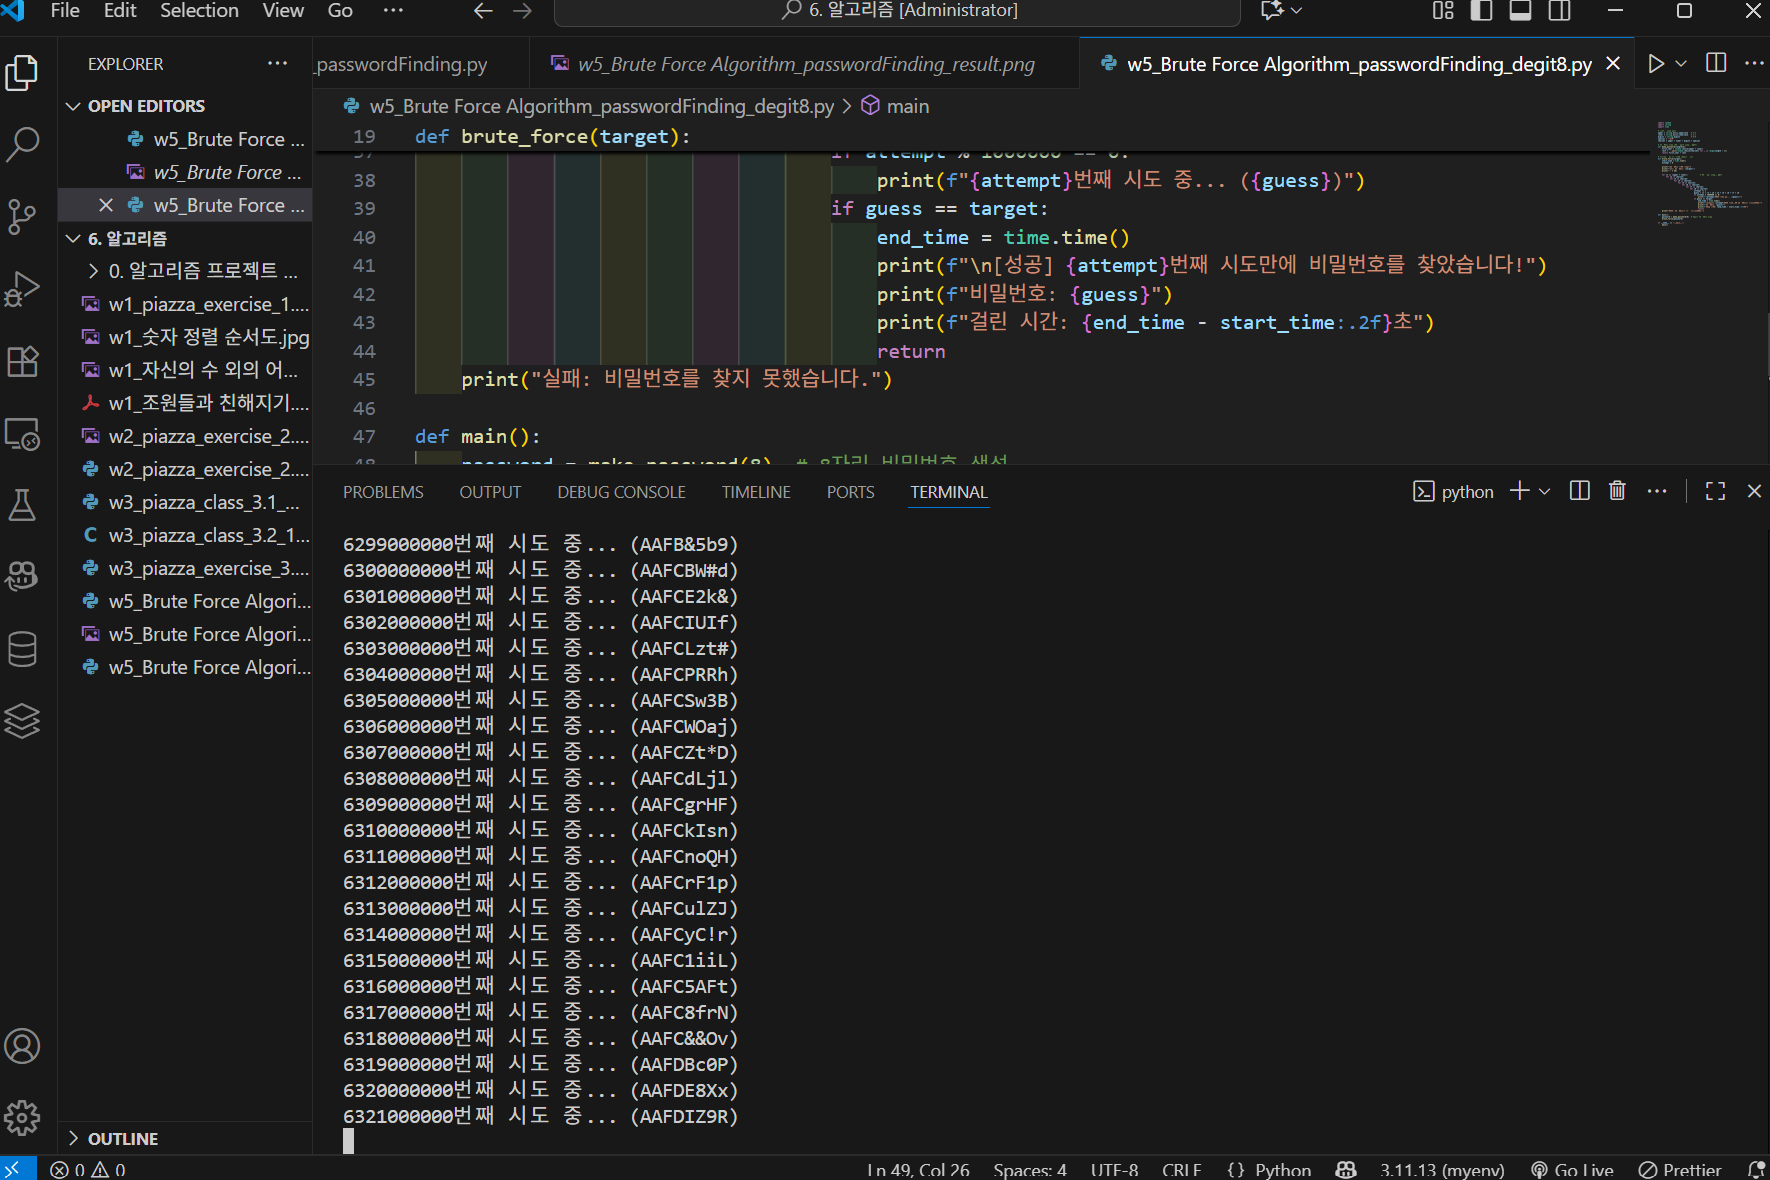 File Edit Selection View Go ··· 6. 알고리즘 [Administrator]
EXPLORER ···
_passwordFinding.py w5_Brute Force Algorithm_passwordFinding_result.png w5_Brute Force Algorithm_passwordFinding_degit8.py
OPEN EDITORS
w5_Brute Force ...
w5_Brute Force ...
w5_Brute Force ...
6. 알고리즘
0. 알고리즘 프로젝트 ...
w1_piazza_exercise_1....
w1_숫자 정렬 순서도.jpg
w1_자신의 수 외의 어...
w1_조원들과 친해지기....
w2_piazza_exercise_2....
w2_piazza_exercise_2....
w3_piazza_class_3.1_...
C w3_piazza_class_3.2_1...
w3_piazza_exercise_3....
w5_Brute Force Algori...
w5_Brute Force Algori...
w5_Brute Force Algori...
OUTLINE
w5_Brute Force Algorithm_passwordFinding_degit8.py > main
19 def brute_force(target):
37 if attempt % 1000000 == 0:
38 print(f"{attempt}번째 시도 중... ({guess})")
39 if guess == target:
40 end_time = time.time()
41 print(f"\n[성공] {attempt}번째 시도만에 비밀번호를 찾았습니다!")
42 print(f"비밀번호: {guess}")
43 print(f"걸린 시간: {end_time - start_time:.2f}초")
44 return
45 print("실패: 비밀번호를 찾지 못했습니다.")
46
47 def main():
48 password = make_password(8) # 8자리 비밀번호 생성
PROBLEMS OUTPUT DEBUG CONSOLE TIMELINE PORTS TERMINAL python
6299000000번째 시도 중... (AAFB&5b9)
6300000000번째 시도 중... (AAFCBW#d)
6301000000번째 시도 중... (AAFCE2k&)
6302000000번째 시도 중... (AAFCIUIf)
6303000000번째 시도 중... (AAFCLzt#)
6304000000번째 시도 중... (AAFCPRRh)
6305000000번째 시도 중... (AAFCSw3B)
6306000000번째 시도 중... (AAFCWOaj)
6307000000번째 시도 중... (AAFCZt*D)
6308000000번째 시도 중... (AAFCdLjl)
6309000000번째 시도 중... (AAFCgrHF)
6310000000번째 시도 중... (AAFCkIsn)
6311000000번째 시도 중... (AAFCnoQH)
6312000000번째 시도 중... (AAFCrF1p)
6313000000번째 시도 중... (AAFCulZJ)
6314000000번째 시도 중... (AAFCyC!r)
6315000000번째 시도 중... (AAFC1iiL)
6316000000번째 시도 중... (AAFC5AFt)
6317000000번째 시도 중... (AAFC8frN)
6318000000번째 시도 중... (AAFC&&Ov)
6319000000번째 시도 중... (AAFDBc0P)
6320000000번째 시도 중... (AAFDE8Xx)
6321000000번째 시도 중... (AAFDIZ9R)
0 0 Ln 49, Col 26 Spaces: 4 UTF-8 CRLF {} Python 3.11.13 (myenv) Go Live Prettier